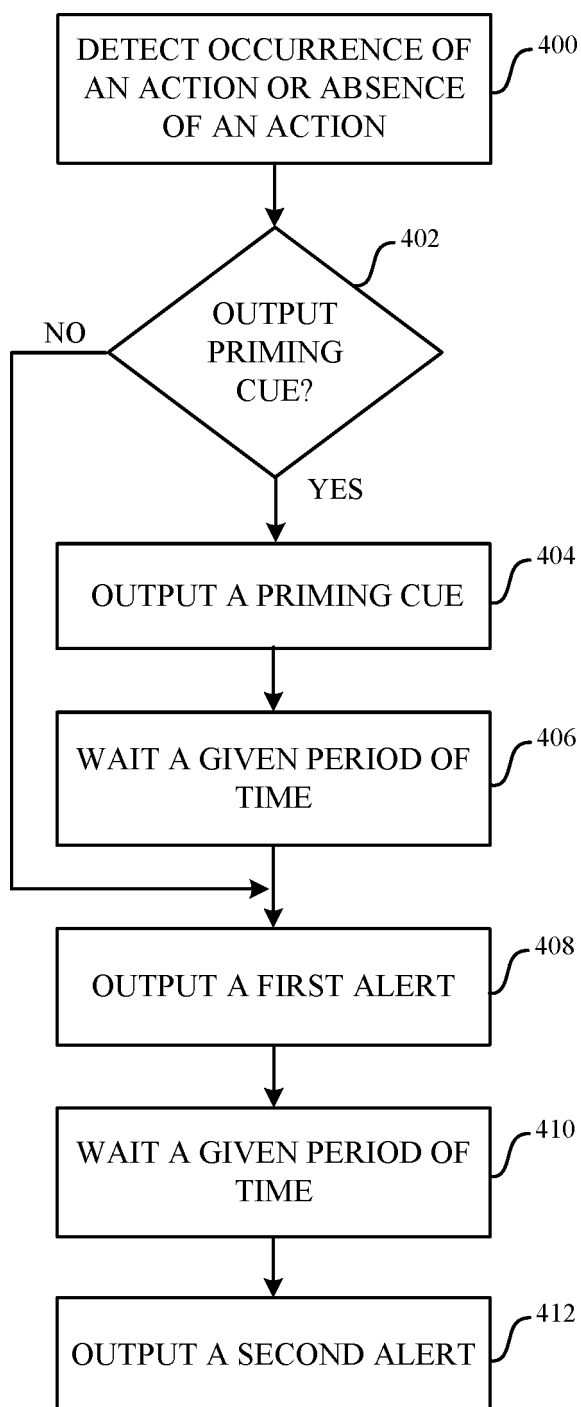 DETECT OCCURRENCE OF
AN ACTION OR ABSENCE
OF AN ACTION
400
402
OUTPUT
PRIMING
CUE?
NO
YES
404
OUTPUT A PRIMING CUE
406
WAIT A GIVEN PERIOD OF
TIME
408
OUTPUT A FIRST ALERT
410
WAIT A GIVEN PERIOD OF
TIME
412
OUTPUT A SECOND ALERT